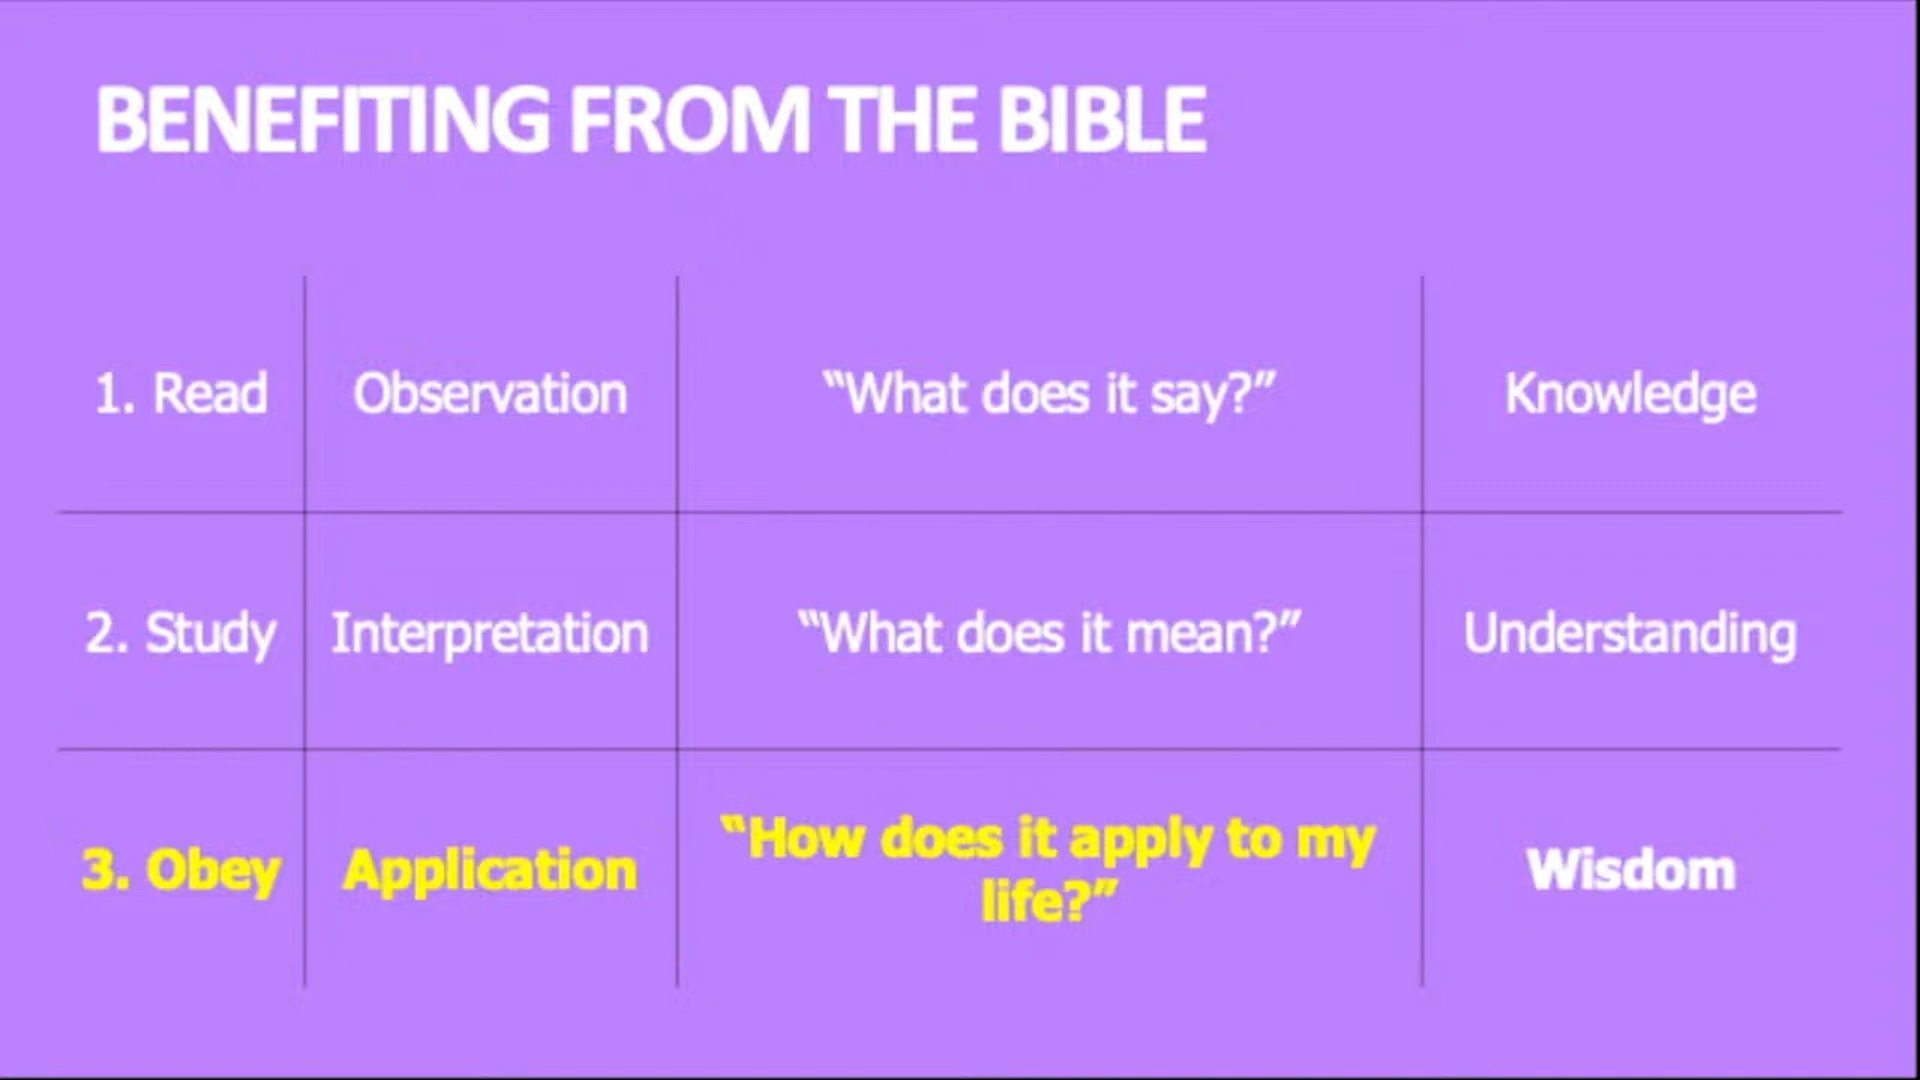 BENEFITING FROM THE BIBLE
1. Read Observation “What does it say?” Knowledge
2. Study Interpretation “What does it mean?” Understanding
3. Obey Application “How does it apply to my life?” Wisdom